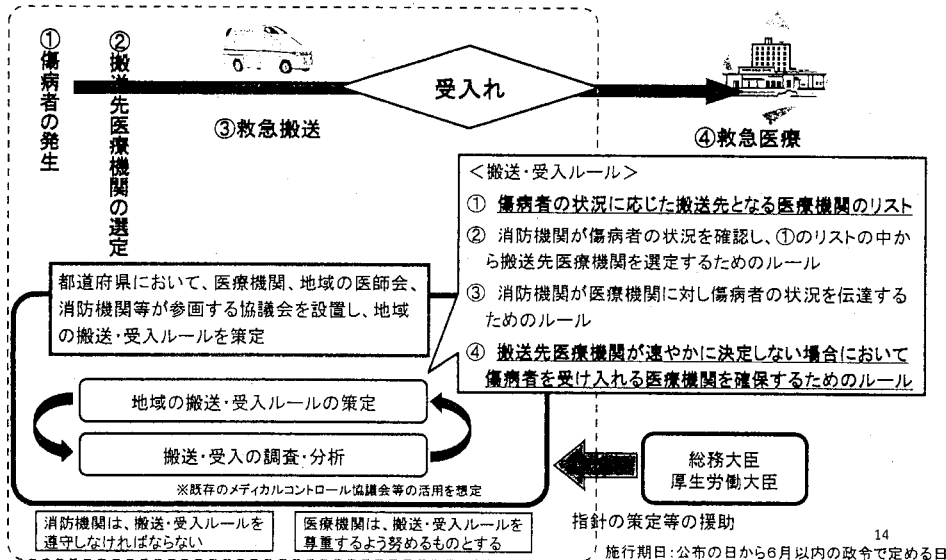 ①傷病者の発生
②搬送先医療機関の選定
③救急搬送
受入れ
④救急医療
<搬送・受入ルール>
① 傷病者の状況に応じた搬送先となる医療機関のリスト
② 消防機関が傷病者の状況を確認し、①のリストの中か
ら搬送先医療機関を選定するためのルール
③ 消防機関が医療機関に対し傷病者の状況を伝達する
ためのルール
④ 搬送先医療機関が速やかに決定しない場合において
傷病者を受け入れる医療機関を確保するためのルール
都道府県において、医療機関、地域の医師会、
消防機関等が参画する協議会を設置し、地域
の搬送・受入ルールを策定
地域の搬送・受入ルールの策定
搬送・受入の調査・分析
※既存のメディカルコントロール協議会等の活用を想定
総務大臣
厚生労働大臣
指針の策定等の援助
消防機関は、搬送・受入ルールを
遵守しなければならない
医療機関は、搬送・受入ルールを
尊重するよう努めるものとする
14
施行期日:公布の日から6月以内の政令で定める日